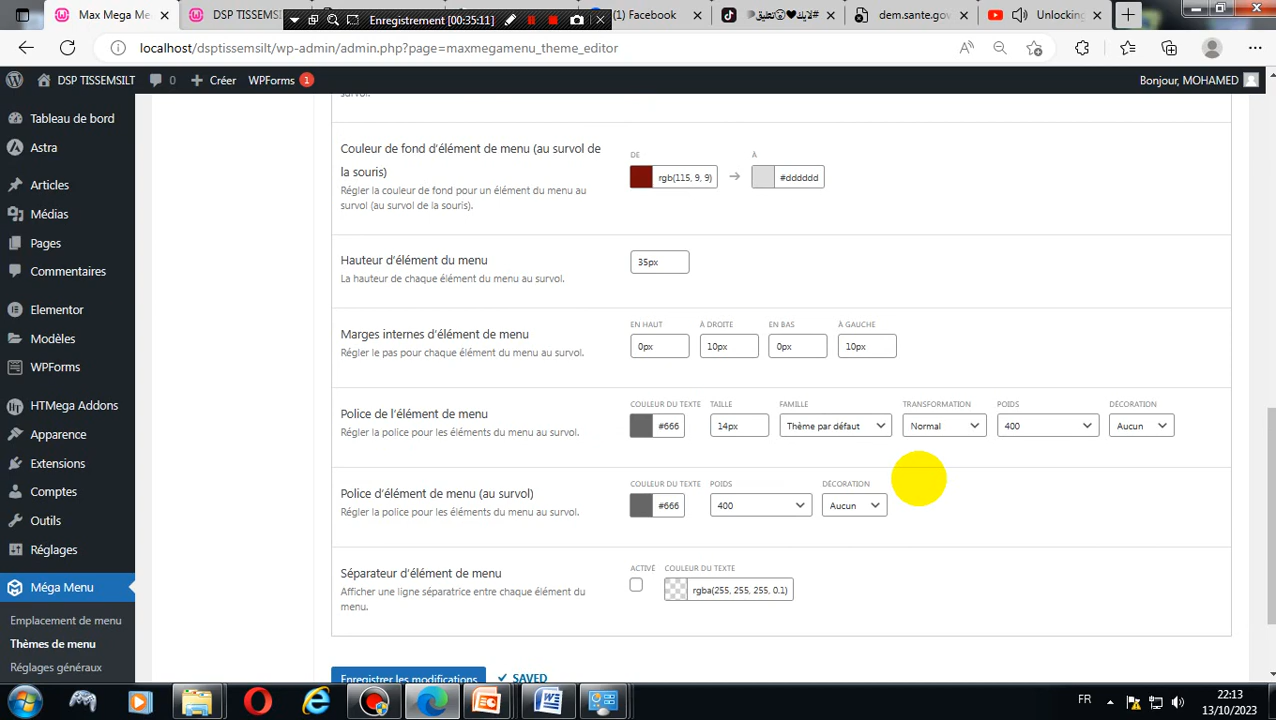 Max Mega Me
DSP TISSEMSIL
Enregistrement [00:35:11]
(1) Facebook
#لايك
dem.sante.gov
Unlocking
localhost/dsptissemsilt/wp-admin/admin.php?page=maxmegamenu_theme_editor
DSP TISSEMSILT
0
Créer
WPForms
1
Bonjour, MOHAMED
Tableau de bord
Astra
Articles
Médias
Pages
Commentaires
Elementor
Modèles
WPForms
HTMega Addons
Apparence
Extensions
Comptes
Outils
Réglages
Méga Menu
Emplacement de menu
Thèmes de menu
Réglages généraux
survol.
Couleur de fond d'élément de menu (au survol de
la souris)
Régler la couleur de fond pour un élément du menu au
survol (au survol de la souris).
DE
À
rgb(115, 9, 9)
#dddddd
Hauteur d'élément du menu
La hauteur de chaque élément du menu au survol.
35px
Marges internes d'élément de menu
Régler le pas pour chaque élément du menu au survol.
EN HAUT
À DROITE
EN BAS
À GAUCHE
0px
10px
0px
10px
Police de l'élément de menu
Régler la police pour les éléments du menu au survol.
COULEUR DU TEXTE
TAILLE
FAMILLE
TRANSFORMATION
POIDS
DÉCORATION
#666
14px
Thème par défaut
Normal
400
Aucun
Police d'élément de menu (au survol)
Régler la police pour les éléments du menu au survol.
COULEUR DU TEXTE
POIDS
DÉCORATION
#666
400
Aucun
Séparateur d'élément de menu
Afficher une ligne séparatrice entre chaque élément du
menu.
ACTIVÉ
COULEUR DU TEXTE
rgba(255, 255, 255, 0.1)
Enregistrer les modifications
SAVED
FR
22:13
13/10/2023